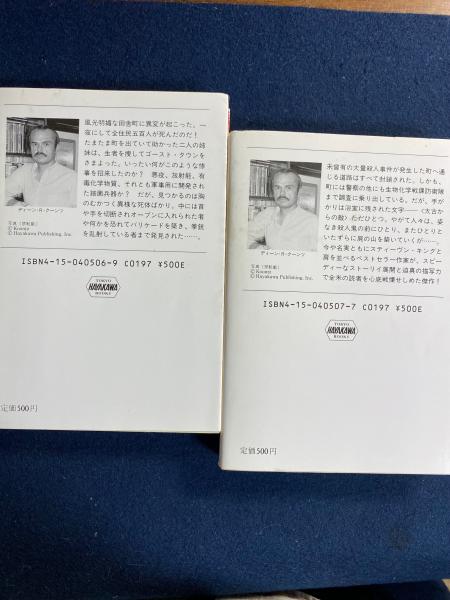 風光明媚な田舎町に異変が起こった。一
夜にして全住民五百人が死んだのだ！
たまたま町を出ていて助かった二人の姉
妹は、生者を捜してゴースト・タウンを
さまよった。いったい何がこのような惨
事を招来したのか？　悪疫、放射能、有
毒化学物質、それとも軍事用に開発され
た細菌兵器か？　だが、見つかるのは胸
のむかつく異様な死体ばかり。中には首
や手を切断されオーブンに入れられた者
や何かを恐れてバリケードを築き、拳銃
を乱射している者まで発見された……。
ディーン・R・クーンツ
©Koontz
©Hayakawa Publishing, Inc.
ISBN4-15-040506-9 C0197 ¥500E
TOKYO
HAYAKAWA
BOOKS
定価500円
未曽有の大量殺人事件が発生した町へ通
じる道路はすべて封鎖された。しかも、
町には警察の他にも生物化学戦防衛隊
まで調査に乗り出している。だが、手が
かりは浴室に残された文字――〈太古か
らの敵〉ただひとつ。やがて人々は、姿
なき殺人鬼の前にひとり、またひとりと
いたずらに屍の山を築いていくが……。
今や名実ともにスティーヴン・キングと
肩を並べるベストセラー作家が、スピー
ディーなストーリイ展開と迫真の描写力
で全米の読者を心底戦慄せしめた傑作！
ディーン・R・クーンツ
©Koontz
©Hayakawa Publishing, Inc.
ISBN4-15-040507-7 C0197 ¥500E
TOKYO
HAYAKAWA
BOOKS
定価500円